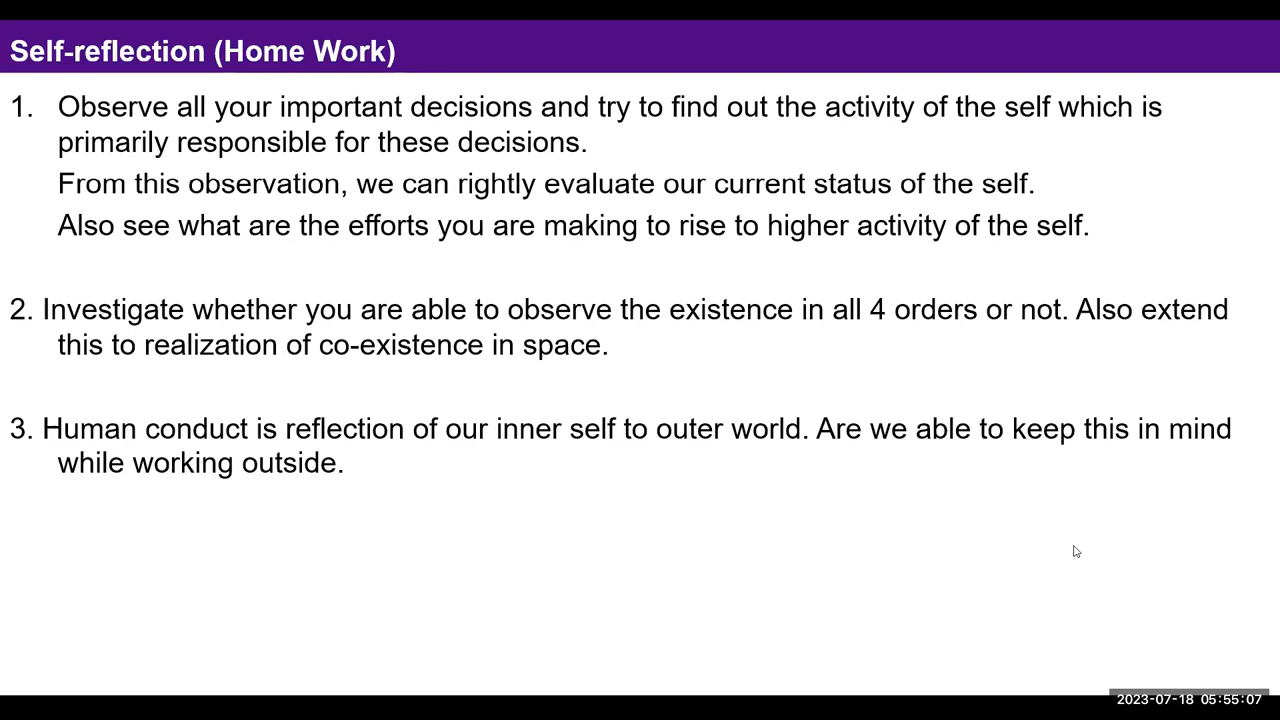 Self-reflection (Home Work)
1. Observe all your important decisions and try to find out the activity of the self which is
primarily responsible for these decisions.
From this observation, we can rightly evaluate our current status of the self.
Also see what are the efforts you are making to rise to higher activity of the self.
2. Investigate whether you are able to observe the existence in all 4 orders or not. Also extend
this to realization of co-existence in space.
3. Human conduct is reflection of our inner self to outer world. Are we able to keep this in mind
while working outside.
2023-07-18 05:55:07